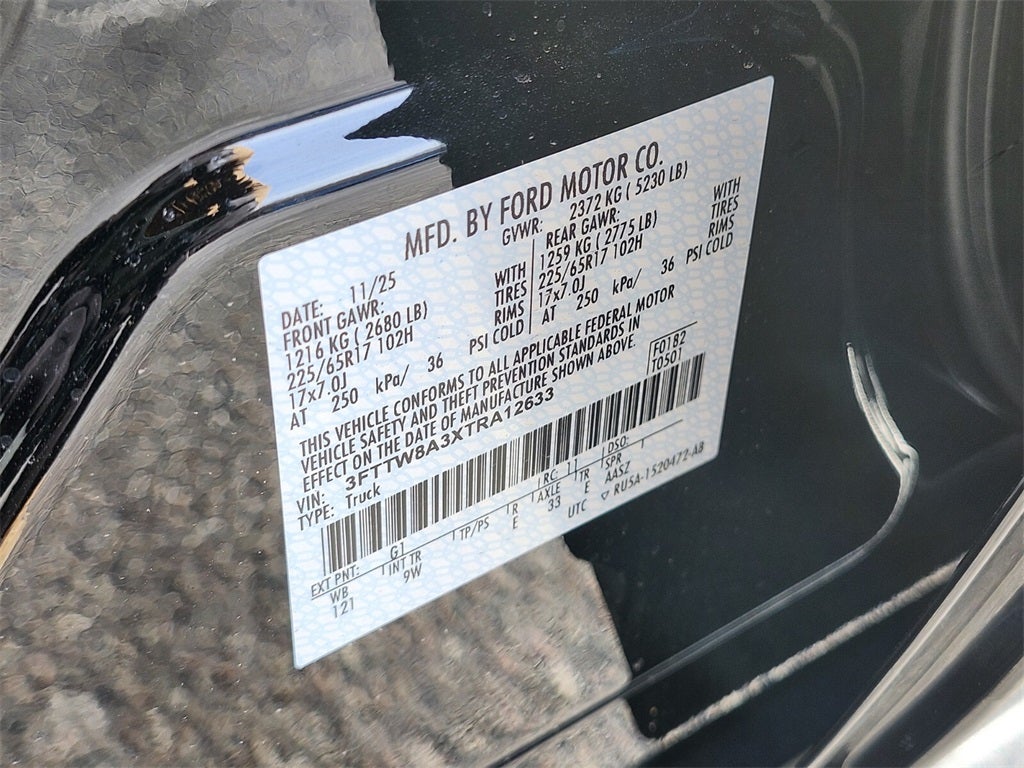 MFD. BY FORD MOTOR CO.
DATE: 11/25 GVWR: 2372 KG ( 5230 LB)
FRONT GAWR: REAR GAWR:
1216 KG ( 2680 LB) WITH 1259 KG ( 2775 LB) WITH
225/65R17 102H TIRES 225/65R17 102H TIRES
17x7.0J RIMS 17x7.0J RIMS
AT 250 kPa/ 36 PSI COLD AT 250 kPa/ 36 PSI COLD
THIS VEHICLE CONFORMS TO ALL APPLICABLE FEDERAL MOTOR
VEHICLE SAFETY AND THEFT PREVENTION STANDARDS IN
EFFECT ON THE DATE OF MANUFACTURE SHOWN ABOVE.
VIN: 3FTTW8A3XTRA12633 F0182
TYPE: Truck T0501
EXT PNT: G1 RC: 11 DSO:
WB INT TR TP/PS R AXLE TR SPR
121 9W E 33 E AASZ
UTC RUSA-1520472-AB